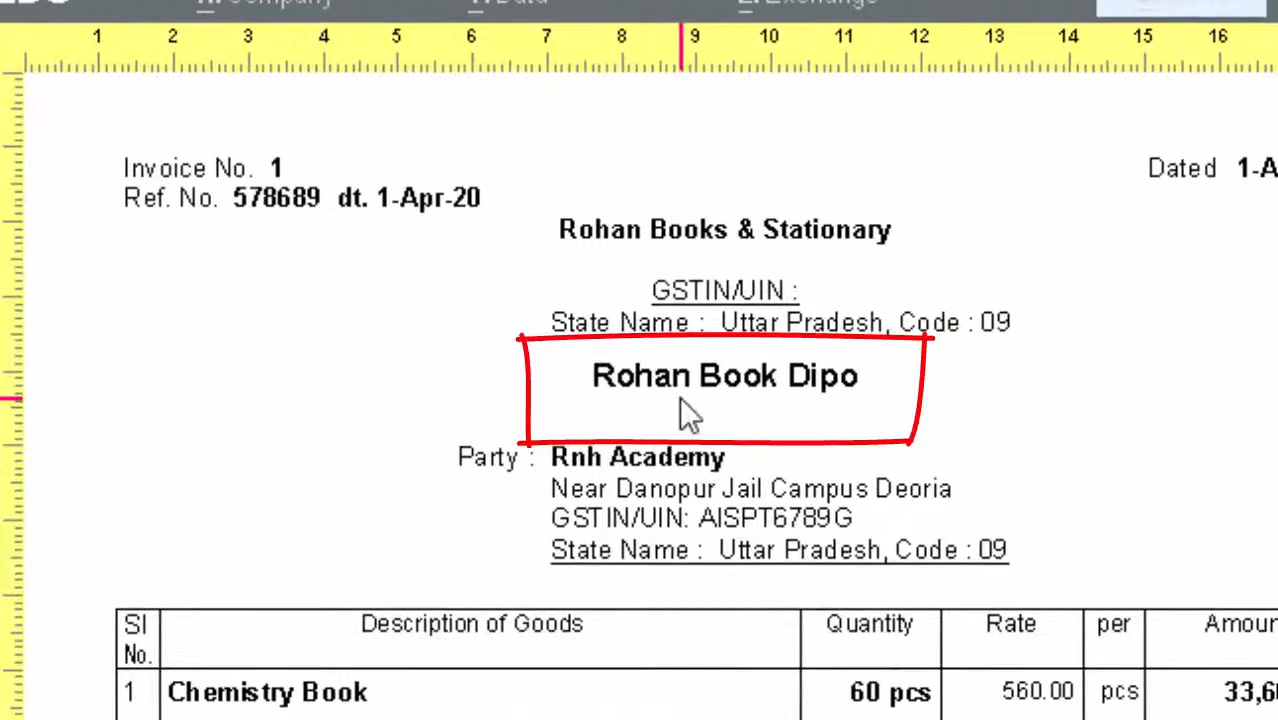 1 2 3 4 5 6 7 8 9 10 11 12 13 14 15 16
Invoice No. 1
Dated 1-A
Ref. No. 578689 dt. 1-Apr-20
Rohan Books & Stationary
GSTIN/UIN :
State Name : Uttar Pradesh, Code : 09
Rohan Book Dipo
Party : Rnh Academy
Near Danopur Jail Campus Deoria
GSTIN/UIN: AISPT6789G
State Name : Uttar Pradesh, Code : 09
Sl No. Description of Goods Quantity Rate per Amoun
1 Chemistry Book 60 pcs 560.00 pcs 33,6